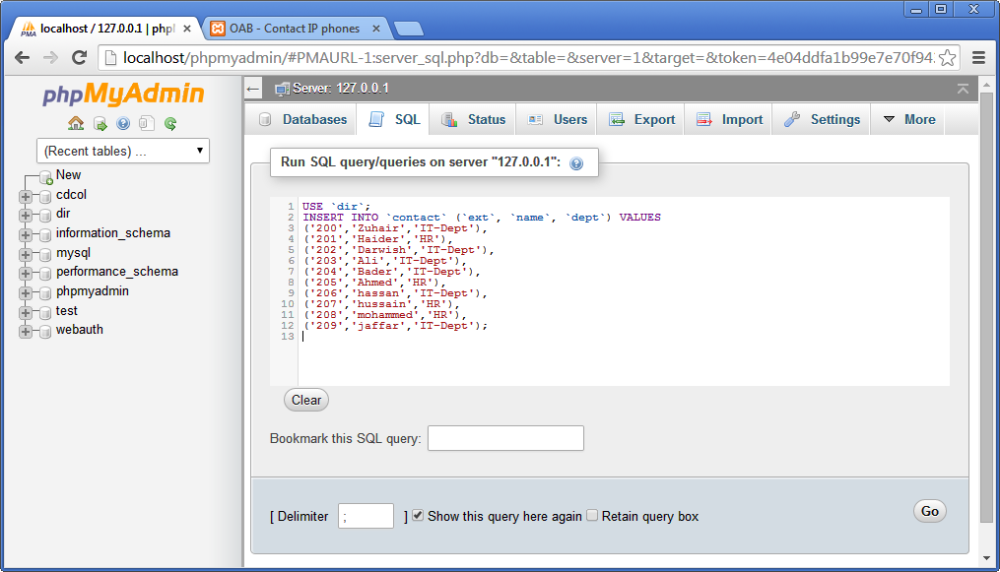 localhost / 127.0.0.1 | phpl
OAB - Contact IP phones
localhost/phpmyadmin/#PMAURL-1:server_sql.php?db=&table=&server=1&target=&token=4e04ddfa1b99e7e70f94
phpMyAdmin
(Recent tables) ...
New
cdcol
dir
information_schema
mysql
performance_schema
phpmyadmin
test
webauth
Server: 127.0.0.1
Databases SQL Status Users Export Import Settings More
Run SQL query/queries on server "127.0.0.1":
1 USE `dir`;
2 INSERT INTO `contact` (`ext`, `name`, `dept`) VALUES
3 ('200','Zuhair','IT-Dept'),
4 ('201','Haider','HR'),
5 ('202','Darwish','IT-Dept'),
6 ('203','Ali','IT-Dept'),
7 ('204','Bader','IT-Dept'),
8 ('205','Ahmed','HR'),
9 ('206','hassan','IT-Dept'),
10 ('207','hussain','HR'),
11 ('208','mohammed','HR'),
12 ('209','jaffar','IT-Dept');
13
Clear
Bookmark this SQL query:
[ Delimiter ; ] Show this query here again Retain query box
Go